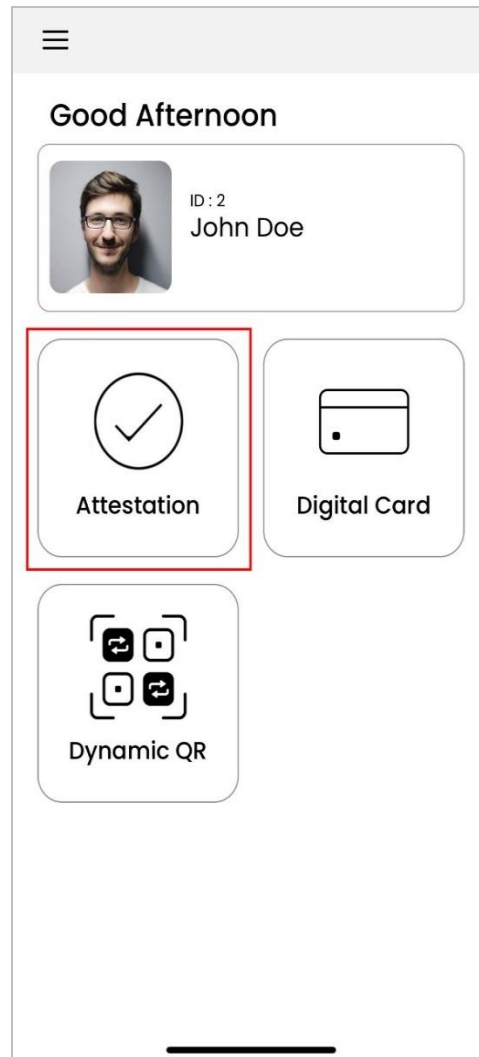 Good Afternoon
ID : 2
John Doe
Attestation
Digital Card
Dynamic QR